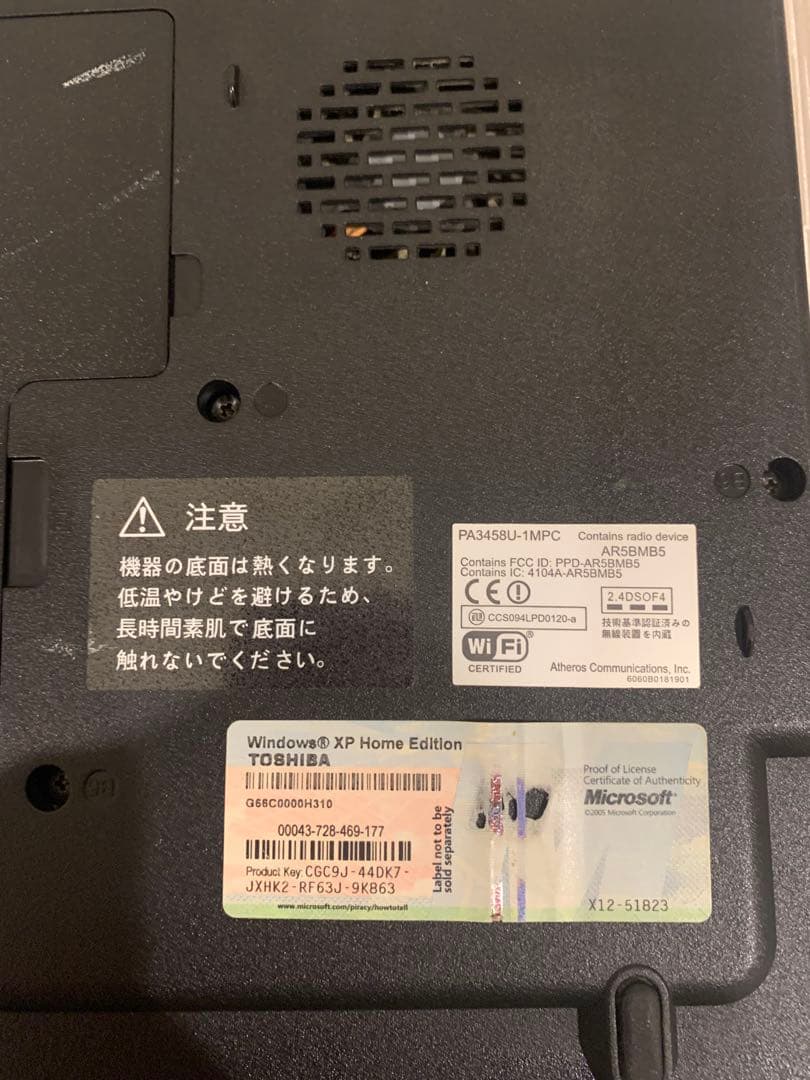 注意
機器の底面は熱くなります。
低温やけどを避けるため、
長時間素肌で底面に
触れないでください。
PA3458U-1MPC Contains radio device
AR5BMB5
Contains FCC ID: PPD-AR5BMB5
Contains IC: 4104A-AR5BMB5
CE
2.4DSOF4
CCS094LPD0120-a
技術基準認証済みの
無線装置を内蔵
Wi Fi®
CERTIFIED
Atheros Communications, Inc.
6060B0181901
Windows® XP Home Edition
TOSHIBA
G66C0000H310
00043-728-469-177
Product Key: CGC9J-44DK7-
JXHK2-RF63J-9K863
www.microsoft.com/piracy/howtotell
Label not to be
sold separately
Proof of License
Certificate of Authenticity
Microsoft
©2005 Microsoft Corporation
X12-51823